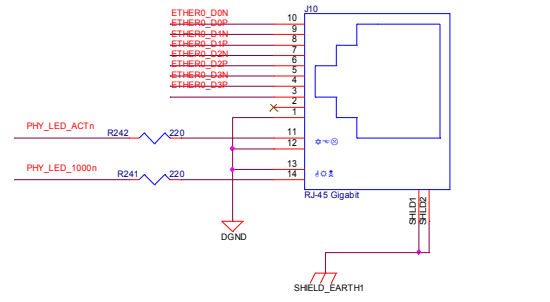 J10
ETHER0_D0N
10
ETHER0_D0P
9
ETHER0_D1N
8
ETHER0_D1P
7
ETHER0_D2N
6
ETHER0_D2P
5
ETHER0_D3N
4
ETHER0_D3P
3
2
1
PHY_LED_ACTn
R242
220
11
12
PHY_LED_1000n
R241
220
13
14
RJ-45 Gigabit
SHLD1
SHLD2
DGND
SHIELD_EARTH1